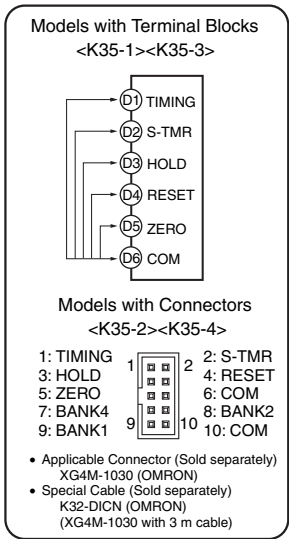 Models with Terminal Blocks
<K35-1><K35-3>
D1 TIMING
D2 S-TMR
D3 HOLD
D4 RESET
D5 ZERO
D6 COM
Models with Connectors
<K35-2><K35-4>
1: TIMING 1 2 2: S-TMR
3: HOLD 4: RESET
5: ZERO 6: COM
7: BANK4 8: BANK2
9: BANK1 9 10 10: COM
• Applicable Connector (Sold separately)
XG4M-1030 (OMRON)
• Special Cable (Sold separately)
K32-DICN (OMRON)
(XG4M-1030 with 3 m cable)